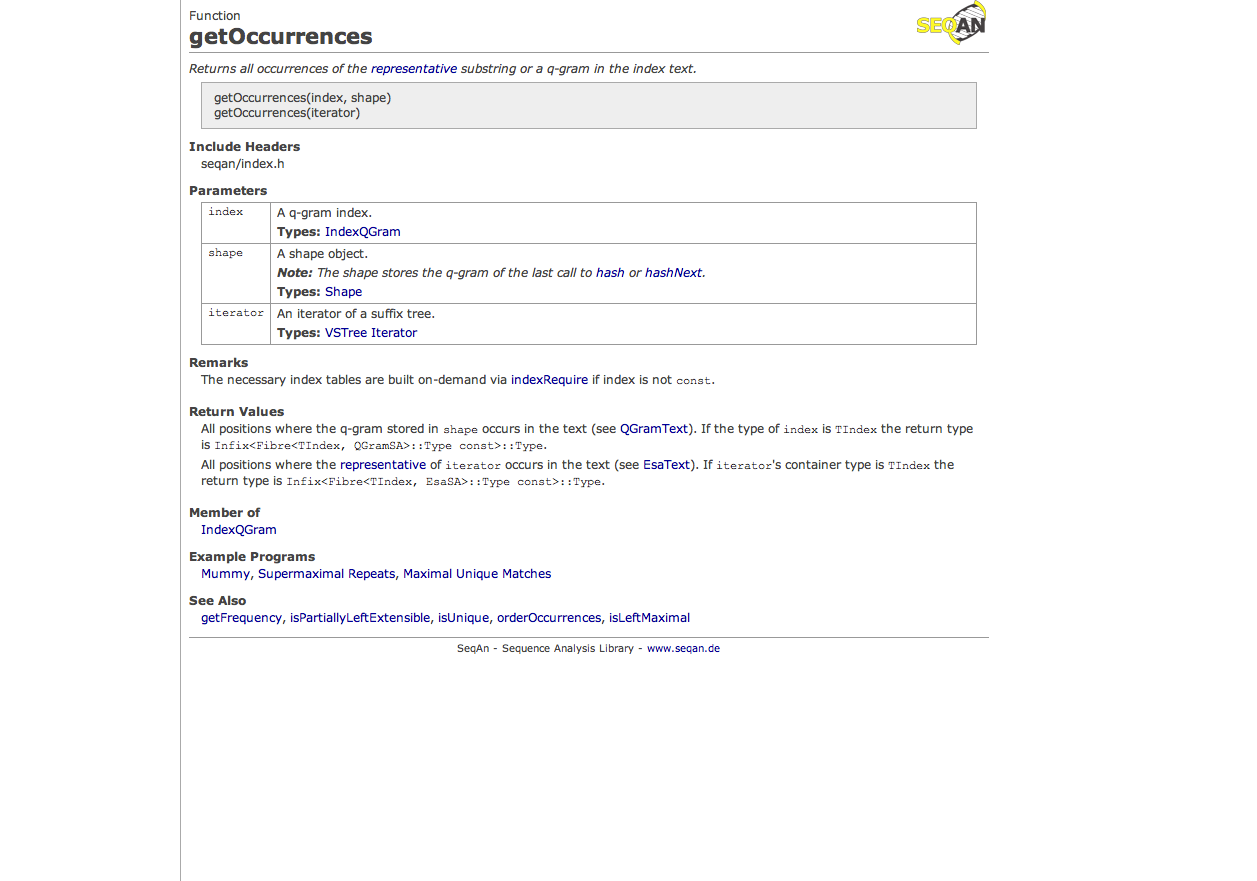 Function
SEQAN
getOccurrences
Returns all occurrences of the representative substring or a q-gram in the index text.
getOccurrences(index, shape)
getOccurrences(iterator)
Include Headers
seqan/index.h
Parameters
index A q-gram index.
Types: IndexQGram
shape A shape object.
Note: The shape stores the q-gram of the last call to hash or hashNext.
Types: Shape
iterator An iterator of a suffix tree.
Types: VSTree Iterator
Remarks
The necessary index tables are built on-demand via indexRequire if index is not const.
Return Values
All positions where the q-gram stored in shape occurs in the text (see QGramText). If the type of index is TIndex the return type
is Infix<Fibre<TIndex, QGramSA>::Type const>::Type.
All positions where the representative of iterator occurs in the text (see EsaText). If iterator's container type is TIndex the
return type is Infix<Fibre<TIndex, EsaSA>::Type const>::Type.
Member of
IndexQGram
Example Programs
Mummy, Supermaximal Repeats, Maximal Unique Matches
See Also
getFrequency, isPartiallyLeftExtensible, isUnique, orderOccurrences, isLeftMaximal
SeqAn - Sequence Analysis Library - www.seqan.de